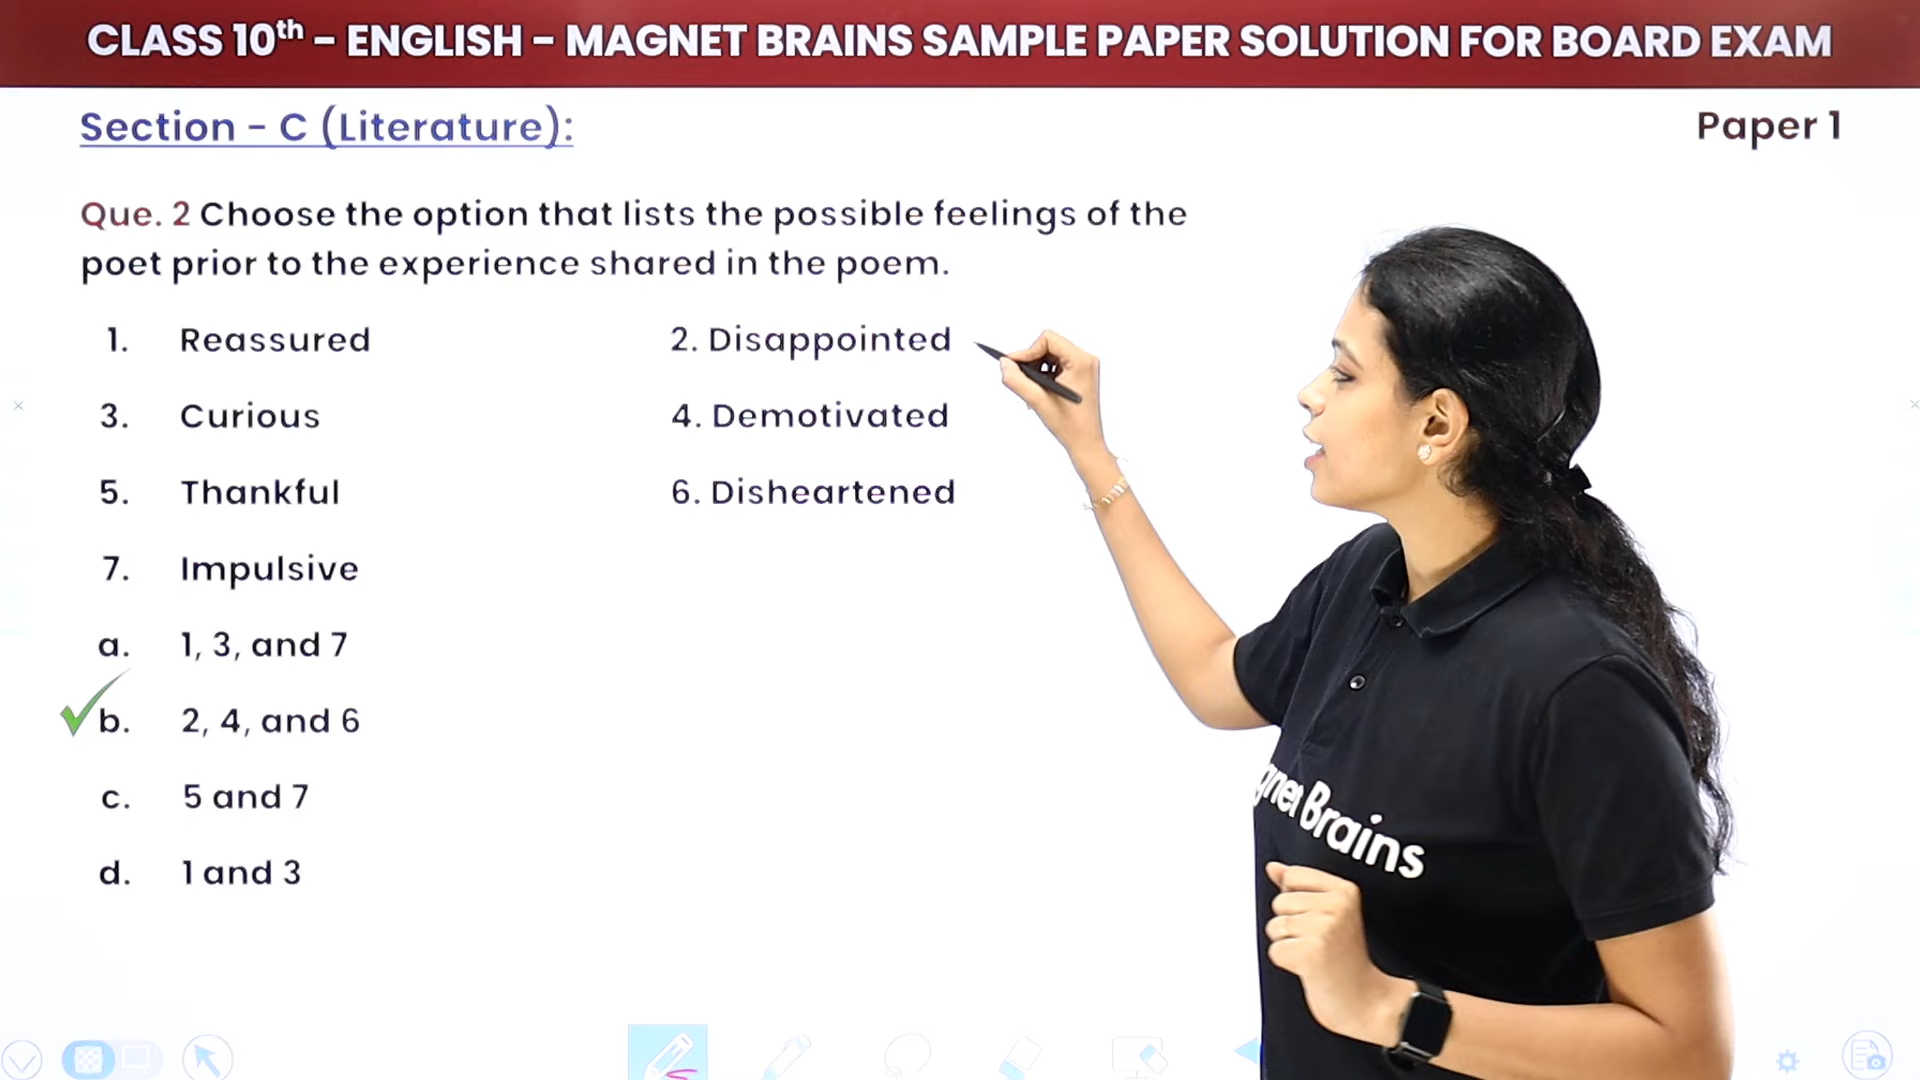 CLASS 10th - ENGLISH - MAGNET BRAINS SAMPLE PAPER SOLUTION FOR BOARD EXAM
Section - C (Literature):
Paper 1
Que. 2 Choose the option that lists the possible feelings of the
poet prior to the experience shared in the poem.
1. Reassured 2. Disappointed
3. Curious 4. Demotivated
5. Thankful 6. Disheartened
7. Impulsive
a. 1, 3, and 7
b. 2, 4, and 6
c. 5 and 7
d. 1 and 3
Brains